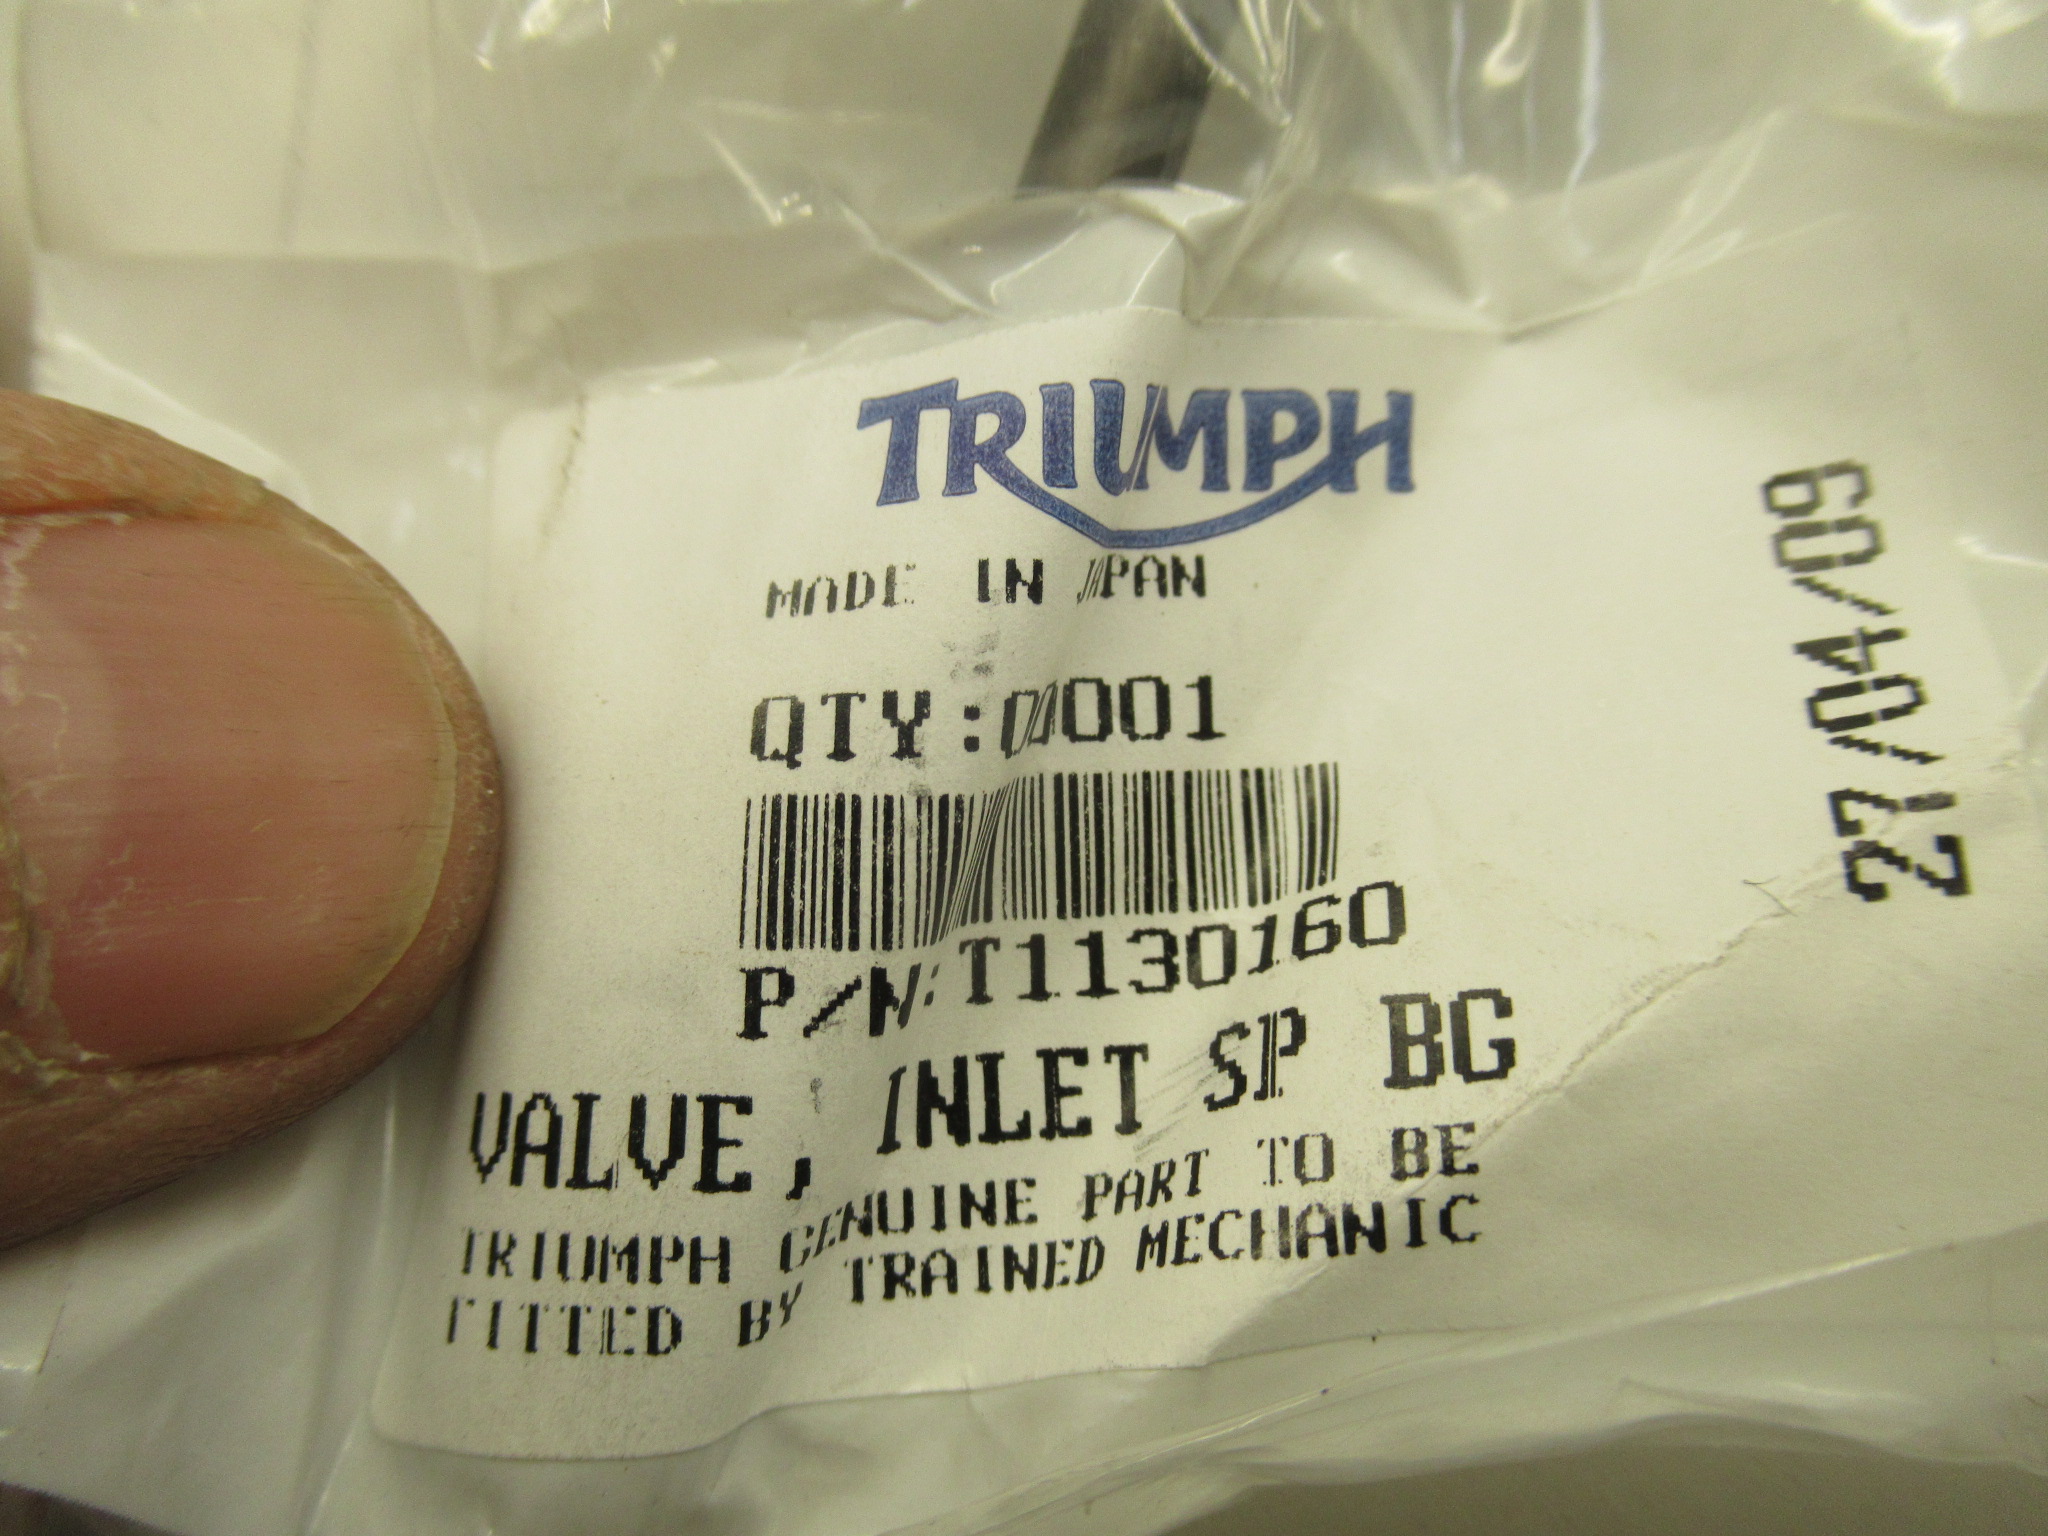 TRIUMPH
MADE IN JAPAN
QTY:0001
P/N:T1130160
VALVE, INLET SP BG
TRIUMPH GENUINE PART TO BE
FITTED BY TRAINED MECHANIC
27/04/09